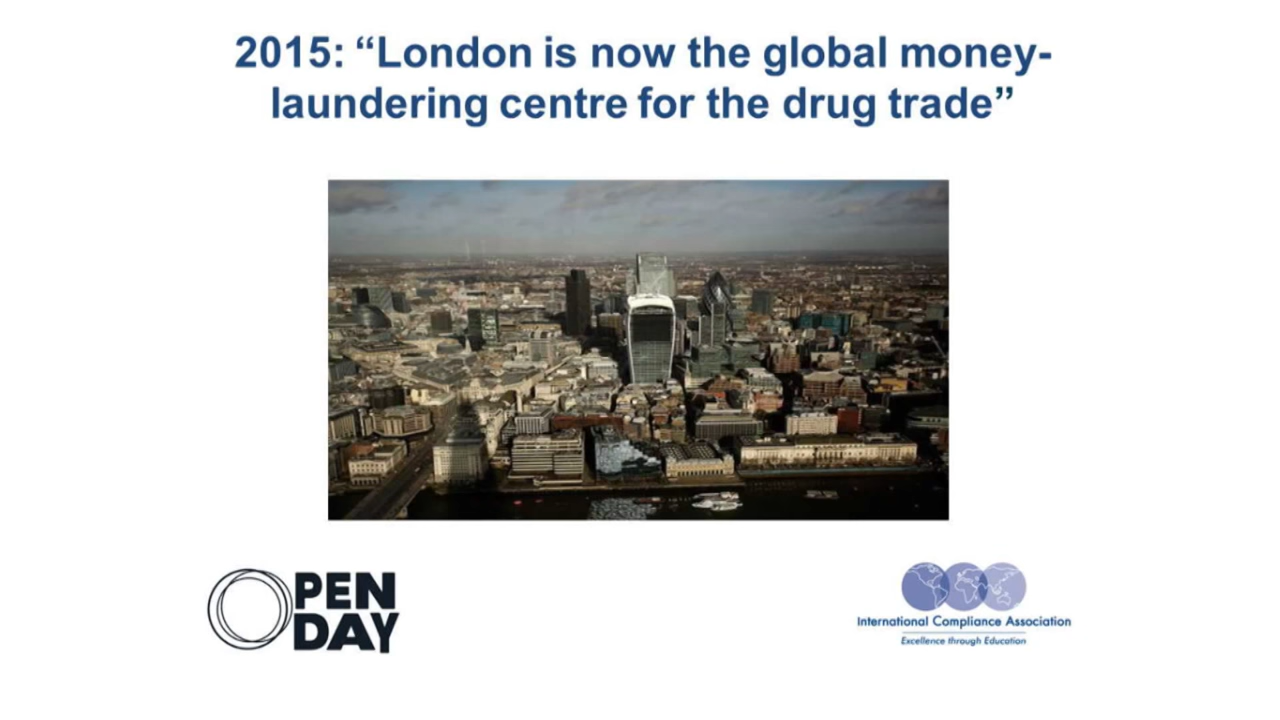 2015: “London is now the global money-
laundering centre for the drug trade”
OPEN
DAY
International Compliance Association
Excellence through Education